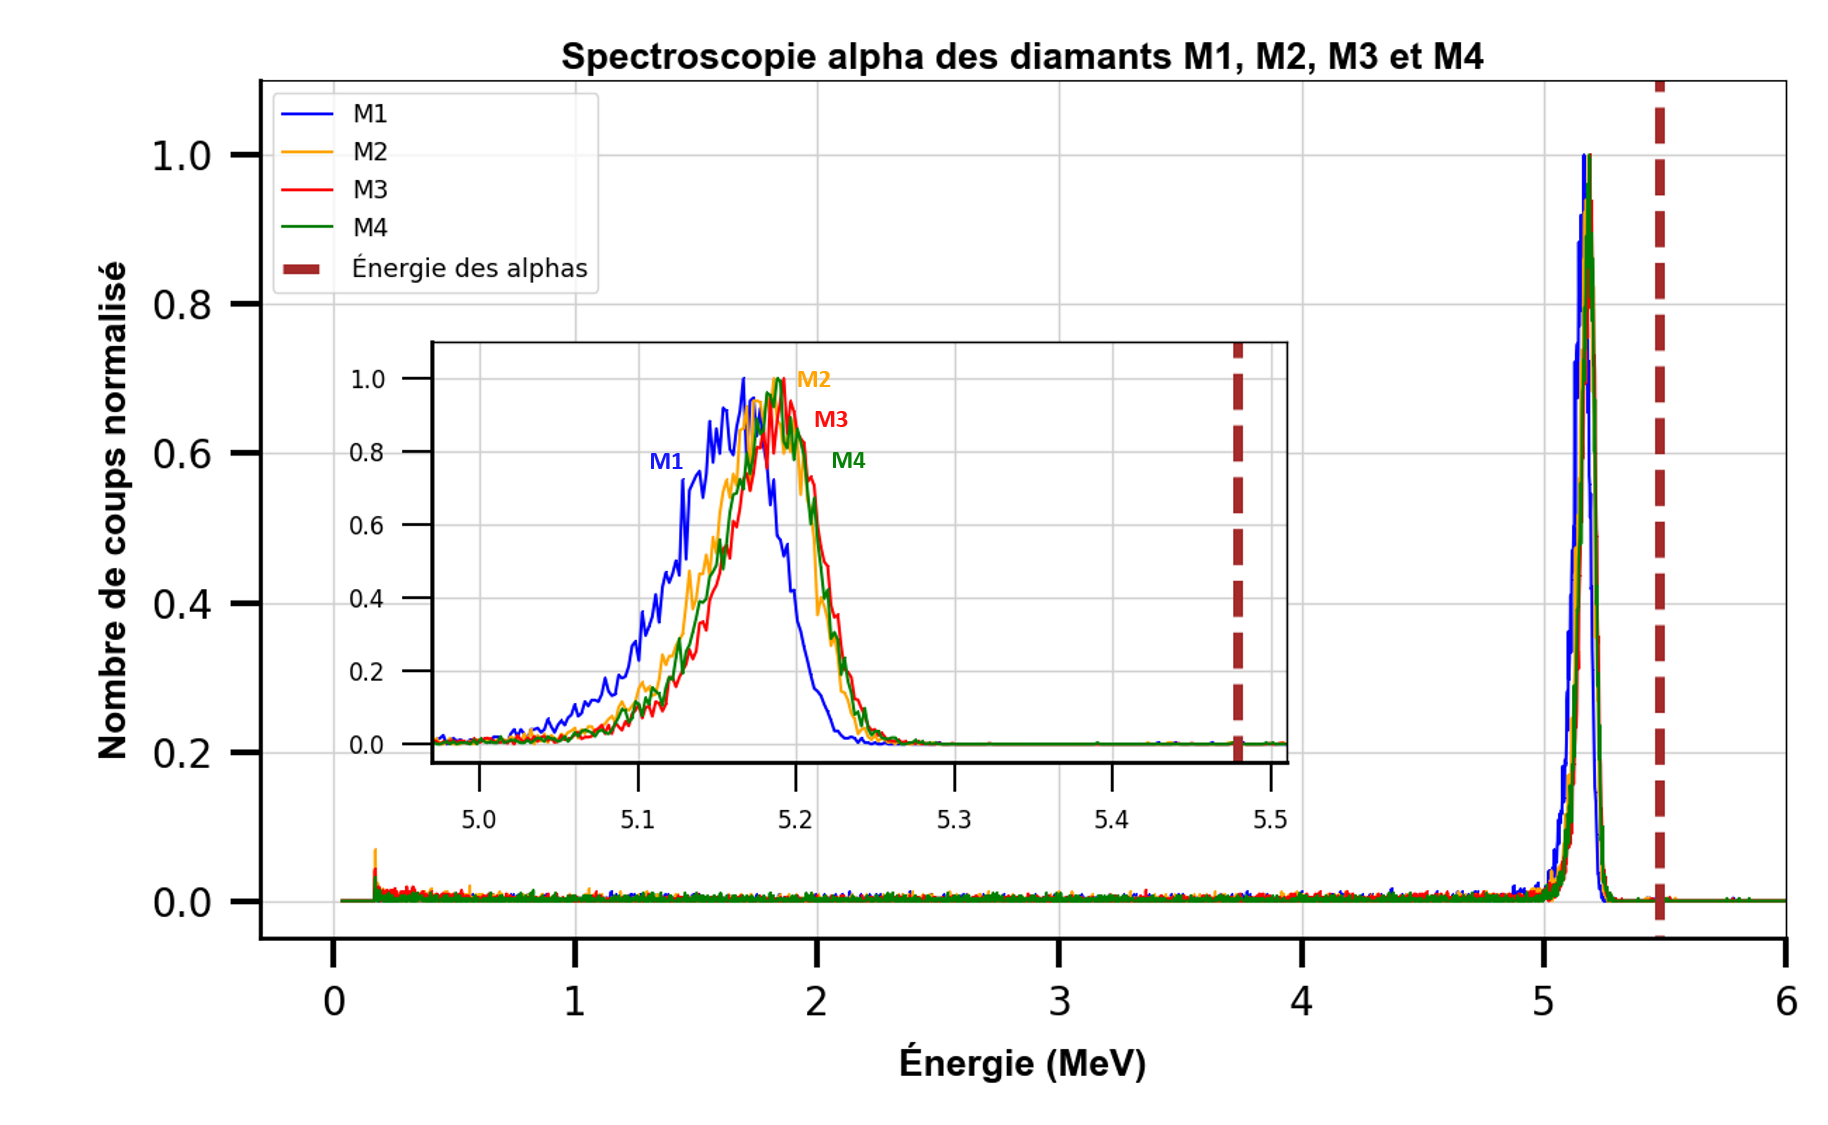 Spectroscopie alpha des diamants M1, M2, M3 et M4
M1
M2
M3
M4
Énergie des alphas
Nombre de coups normalisé
1.0
0.8
0.6
0.4
0.2
0.0
1.0
0.8
0.6
0.4
0.2
0.0
M1
M2
M3
M4
5.0 5.1 5.2 5.3 5.4 5.5
0 1 2 3 4 5 6
Énergie (MeV)